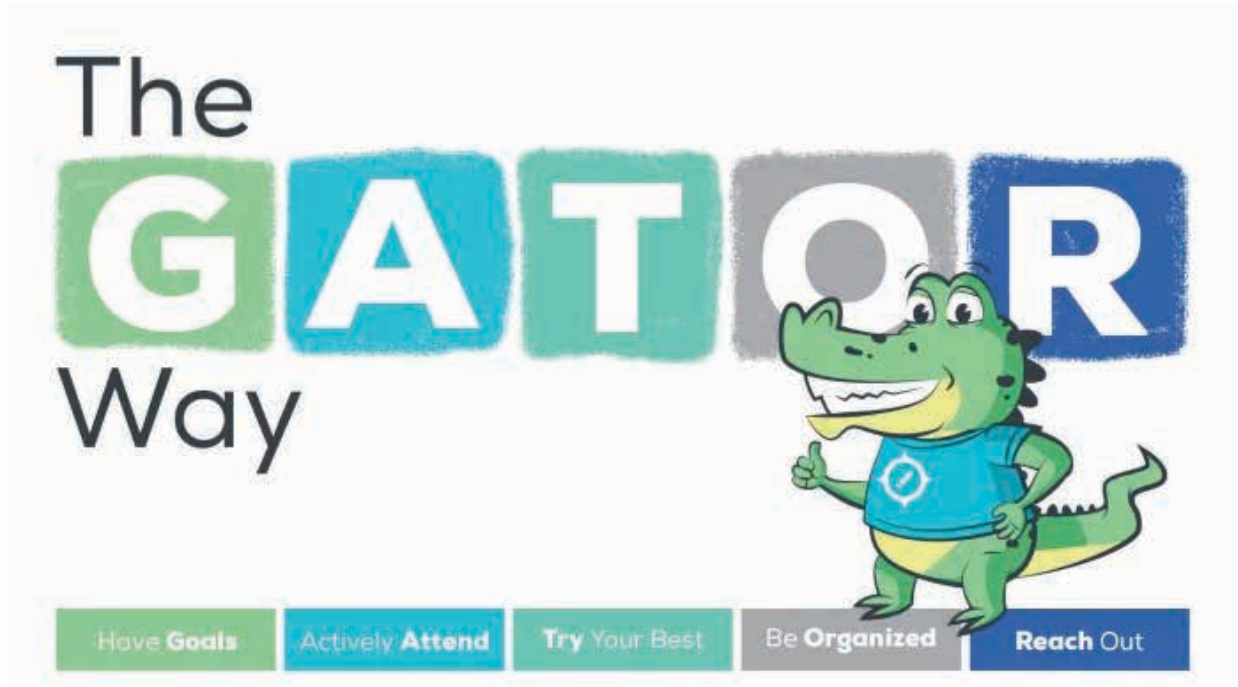 The
GATOR
Way
Have Goals
Actively Attend
Try Your Best
Be Organized
Reach Out